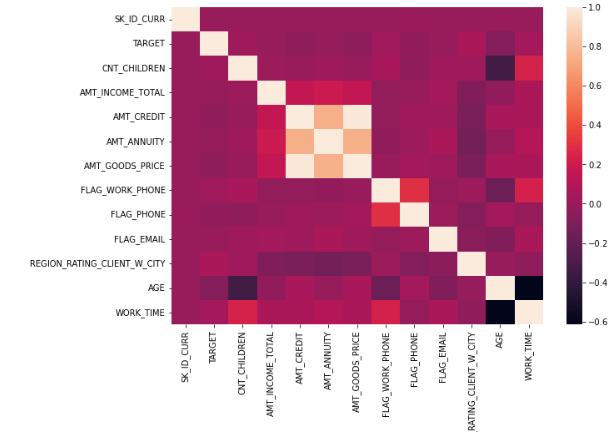 SK_ID_CURR
TARGET
CNT_CHILDREN
AMT_INCOME_TOTAL
AMT_CREDIT
AMT_ANNUITY
AMT_GOODS_PRICE
FLAG_WORK_PHONE
FLAG_PHONE
FLAG_EMAIL
REGION_RATING_CLIENT_W_CITY
AGE
WORK_TIME
SK_ID_CURR
TARGET
CNT_CHILDREN
AMT_INCOME_TOTAL
AMT_CREDIT
AMT_ANNUITY
AMT_GOODS_PRICE
FLAG_WORK_PHONE
FLAG_PHONE
FLAG_EMAIL
RATING_CLIENT_W_CITY
AGE
WORK_TIME
1.0
0.8
0.6
0.4
0.2
0.0
−0.2
−0.4
−0.6